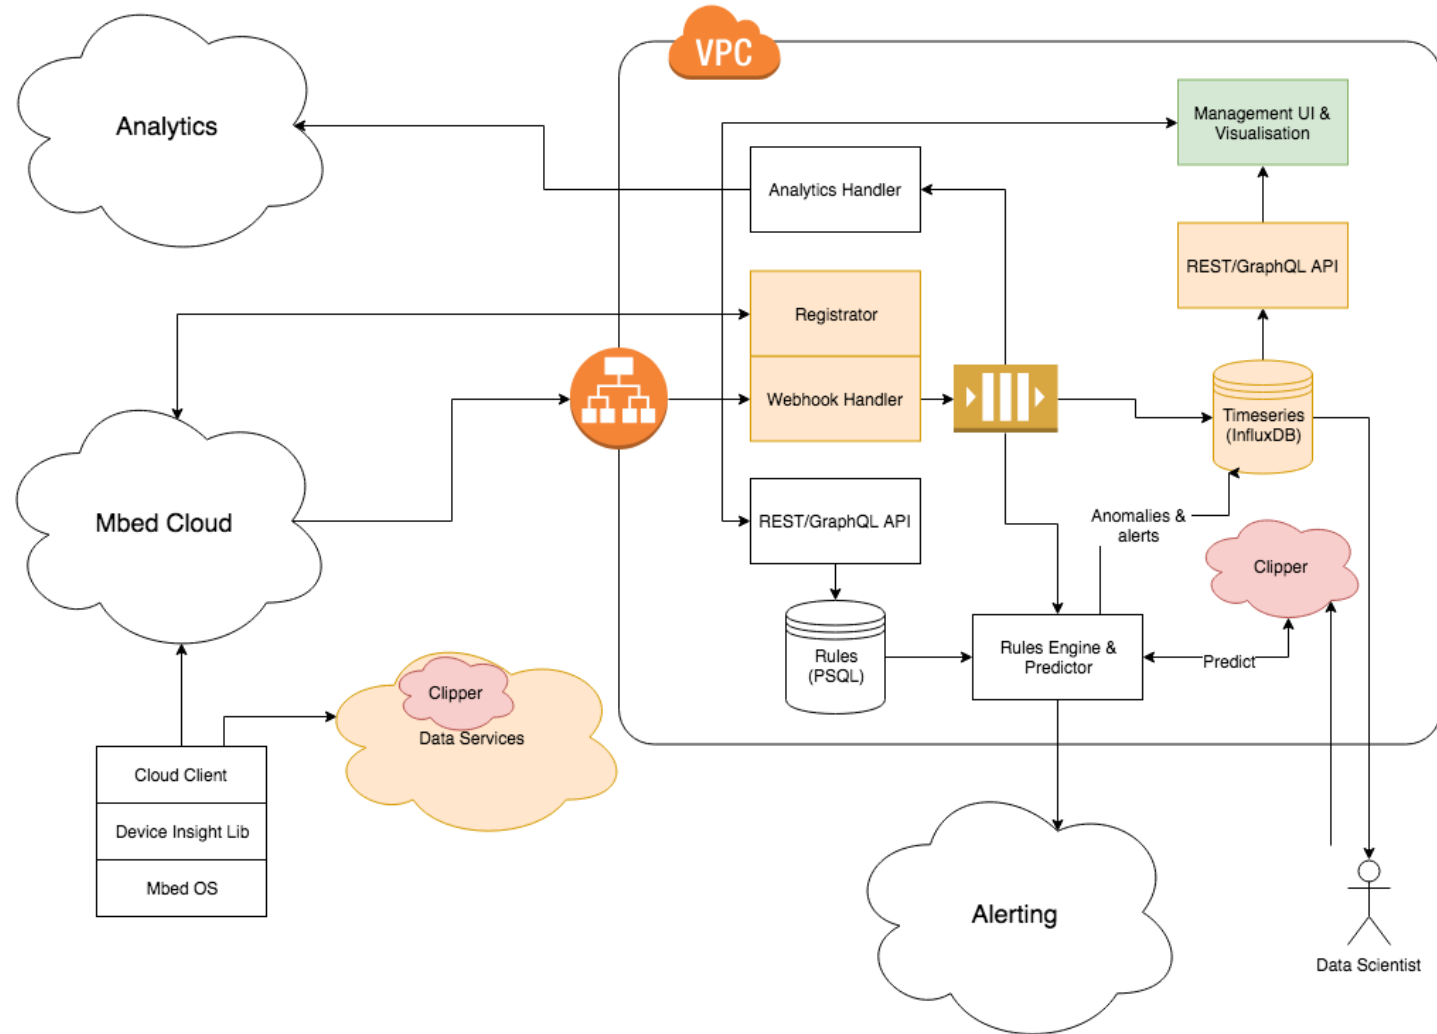 VPC
Analytics
Management UI &
Visualisation
Analytics Handler
REST/GraphQL API
Registrator
Webhook Handler
Timeseries
(InfluxDB)
Mbed Cloud
REST/GraphQL API
Anomalies &
alerts
Clipper
Rules
(PSQL)
Rules Engine &
Predictor
Predict
Clipper
Data Services
Cloud Client
Device Insight Lib
Mbed OS
Alerting
Data Scientist